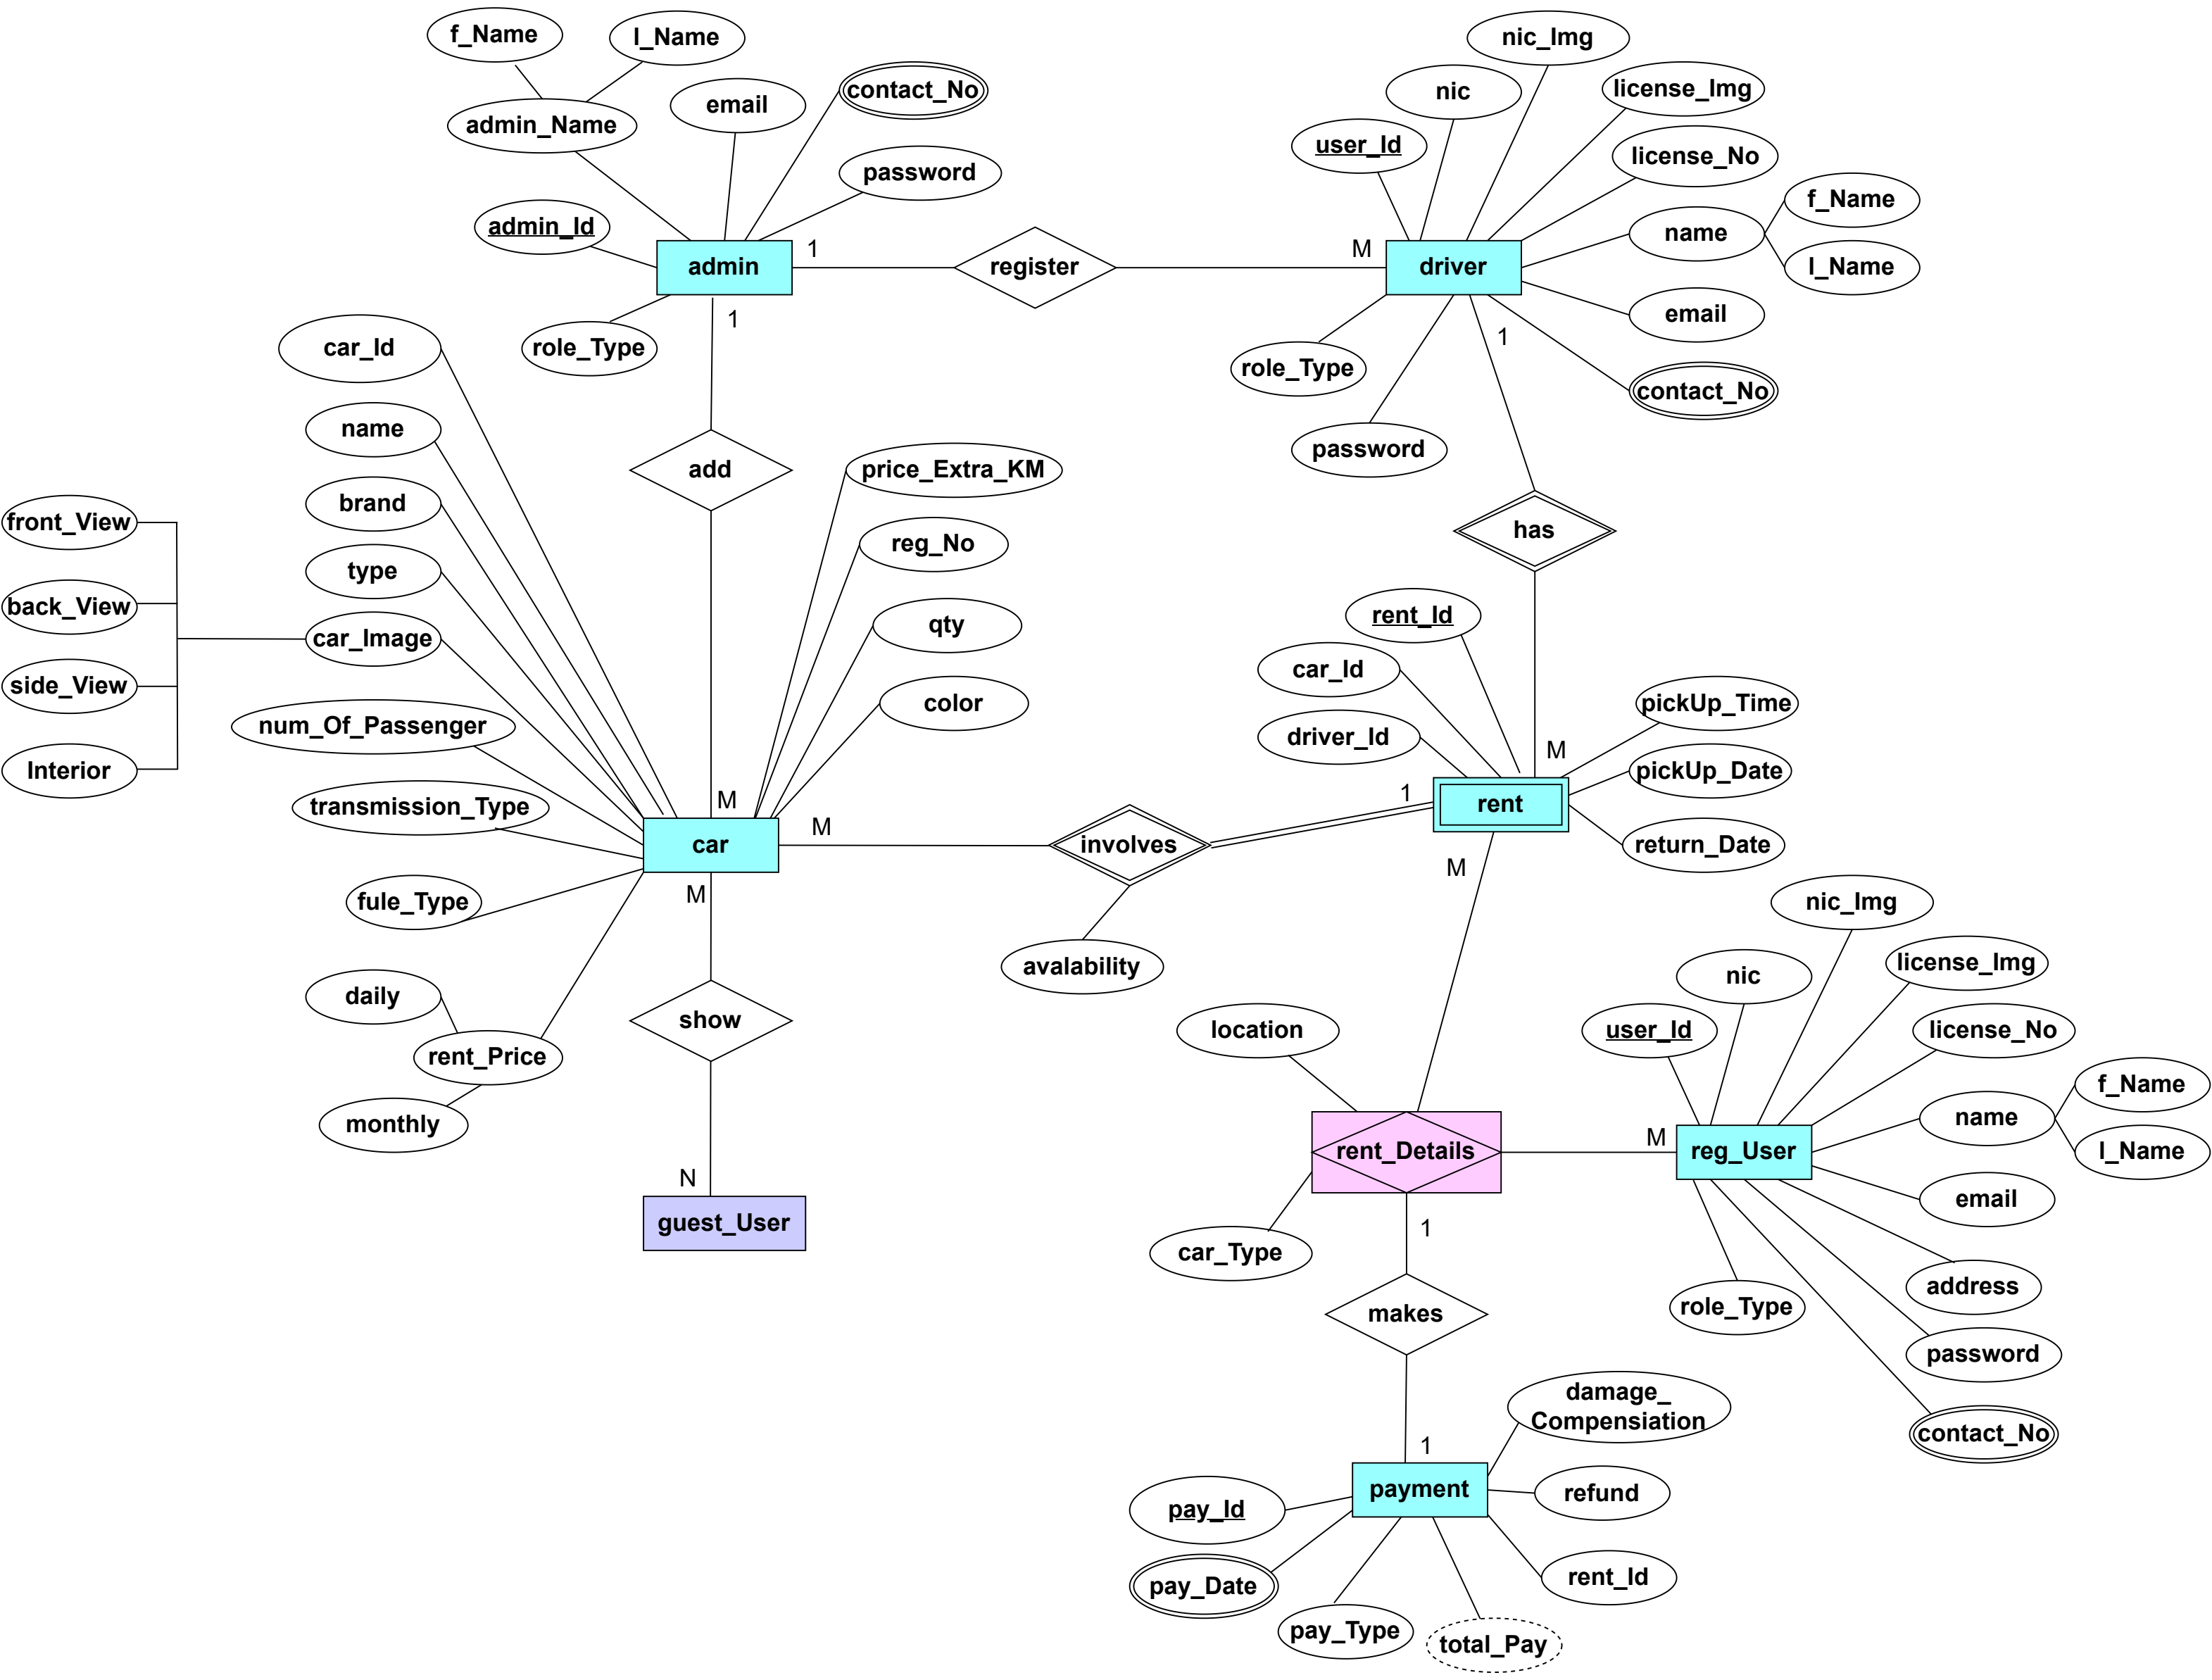 f_Name
l_Name
nic_Img
contact_No
email
nic
license_Img
admin_Name
user_Id
license_No
password
f_Name
admin_Id
name
1
M
admin
register
driver
l_Name
email
1
1
role_Type
car_Id
role_Type
contact_No
name
password
add
price_Extra_KM
brand
front_View
has
reg_No
type
back_View
rent_Id
qty
car_Image
car_Id
side_View
color
pickUp_Time
num_Of_Passenger
driver_Id
M
Interior
pickUp_Date
M
1
rent
transmission_Type
M
car
involves
return_Date
M
M
fule_Type
nic_Img
avalability
nic
license_Img
daily
show
location
user_Id
license_No
rent_Price
f_Name
name
monthly
M
rent_Details
reg_User
l_Name
N
email
guest_User
1
car_Type
address
makes
role_Type
password
damage_
Compensiation
contact_No
1
payment
refund
pay_Id
rent_Id
pay_Date
pay_Type
total_Pay